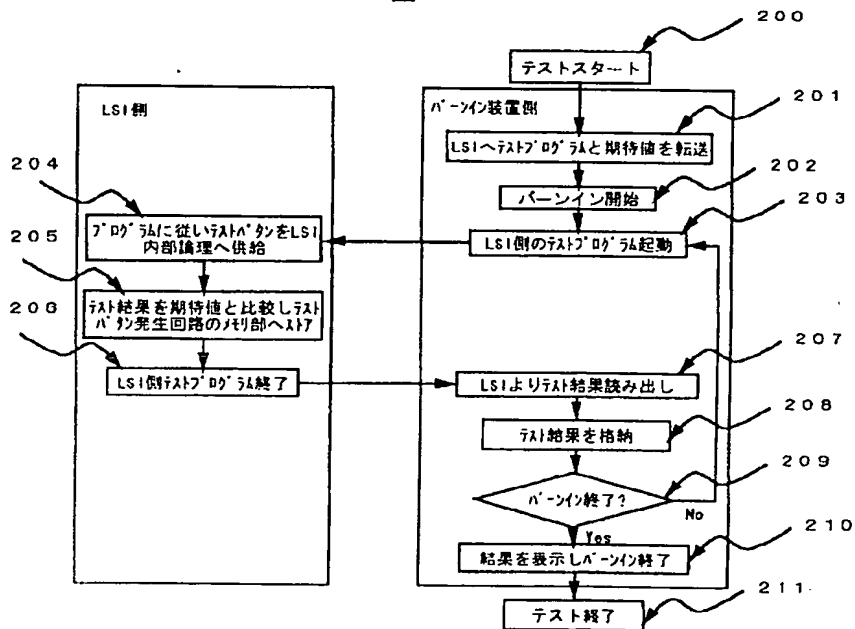 200
テストスタート
LSI側
バーンイン装置側
201
LSIへテストプログラムと期待値を転送
202
バーンイン開始
203
LSI側のテストプログラム起動
204
プログラムに従いテストパタンをLSI
内部論理へ供給
205
テスト結果を期待値と比較しテスト
パタン発生回路のメモリ部へストア
206
LSI側テストプログラム終了
207
LSIよりテスト結果読み出し
208
テスト結果を格納
209
バーンイン終了?
No
Yes
210
結果を表示しバーンイン終了
211
テスト終了